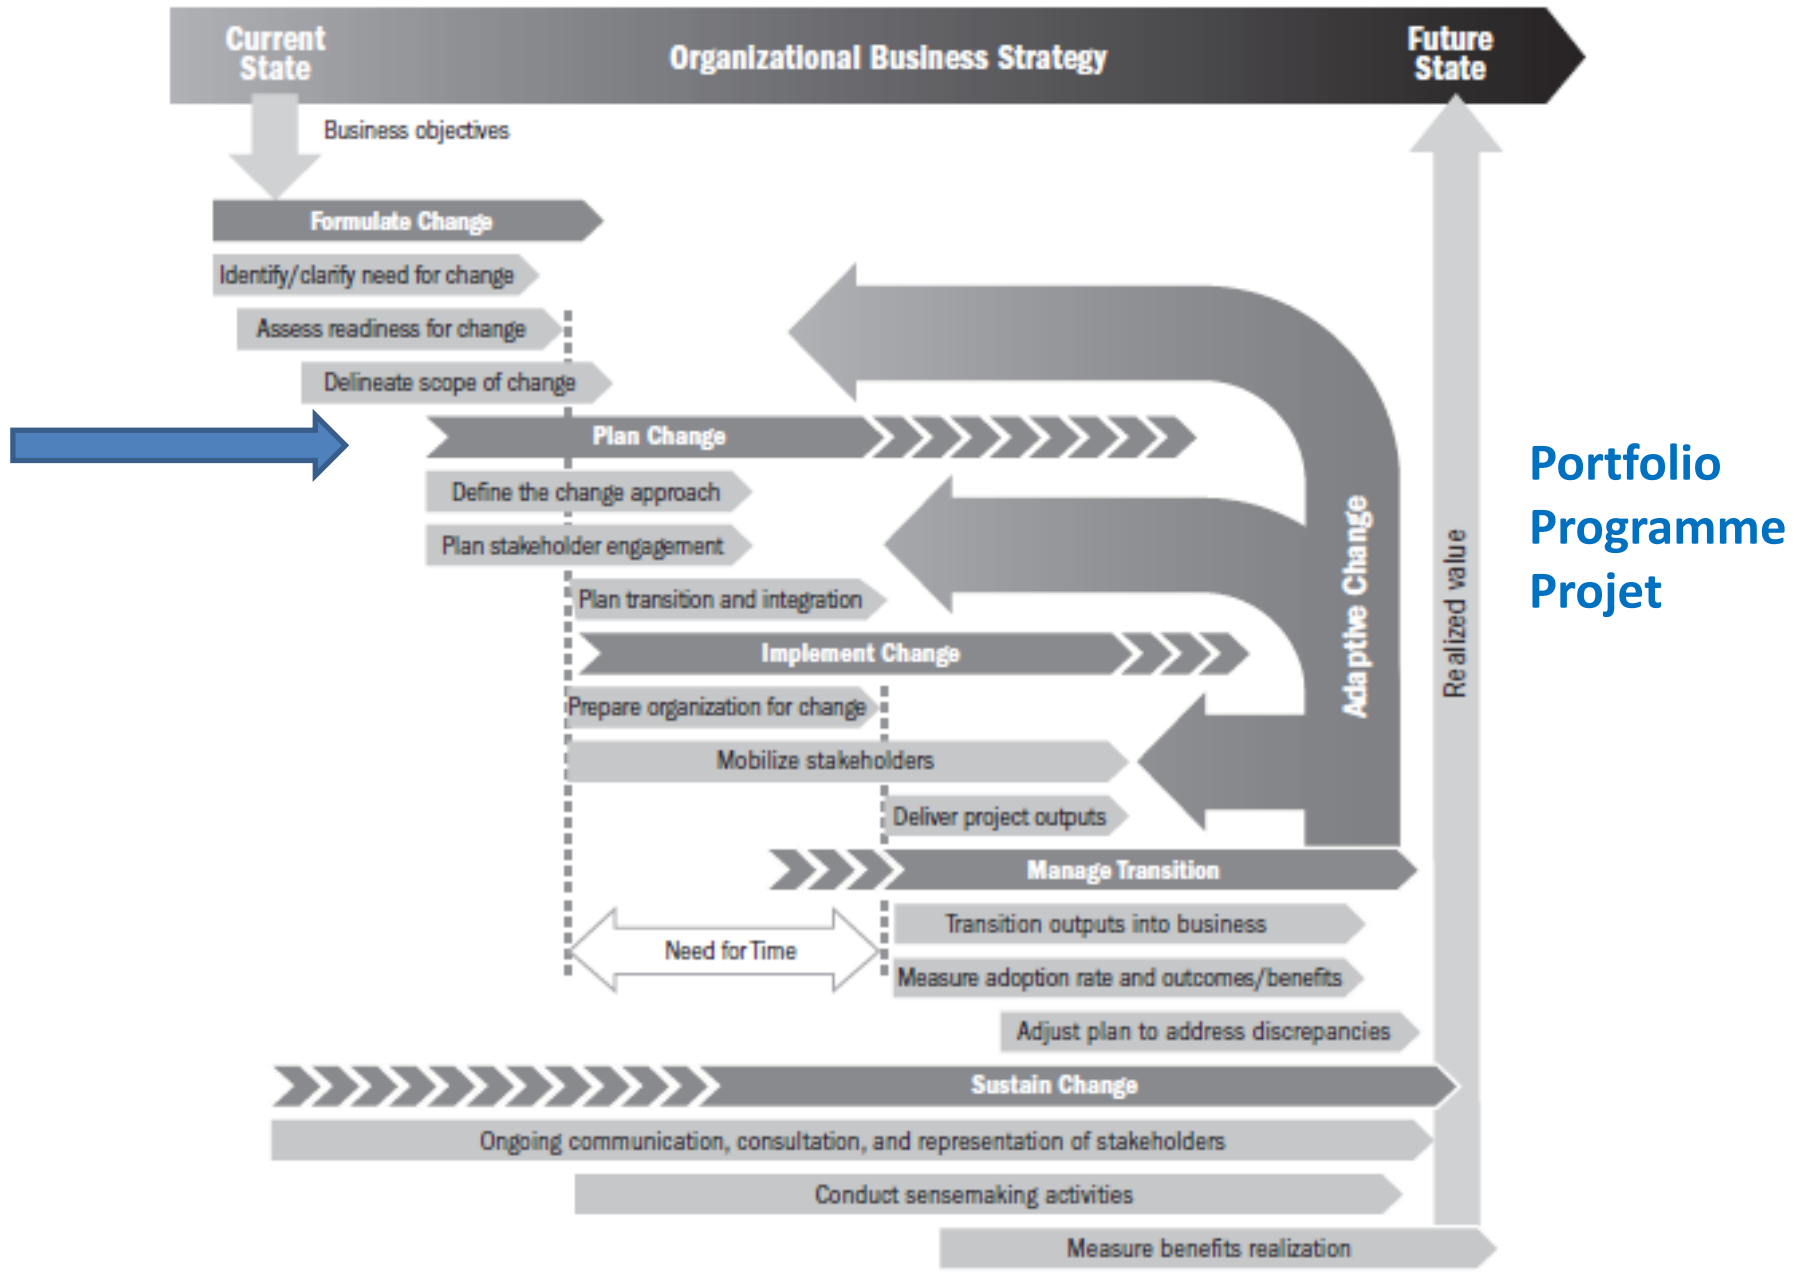 Current
State
Organizational Business Strategy
Future
State
Business objectives
Formulate Change
Identify/clarify need for change
Assess readiness for change
Delineate scope of change
Plan Change
Define the change approach
Plan stakeholder engagement
Plan transition and integration
Implement Change
Prepare organization for change
Mobilize stakeholders
Deliver project outputs
Manage Transition
Transition outputs into business
Need for Time
Measure adoption rate and outcomes/benefits
Adjust plan to address discrepancies
Sustain Change
Ongoing communication, consultation, and representation of stakeholders
Conduct sensemaking activities
Measure benefits realization
Adaptive Change
Realized value
Portfolio
Programme
Projet